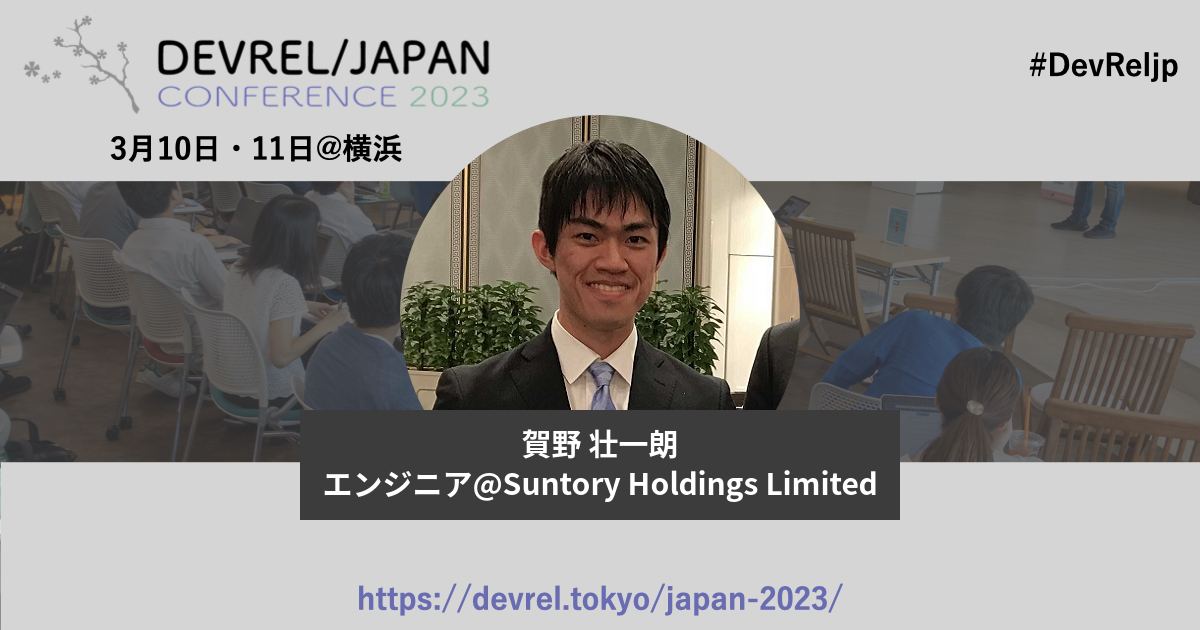 DEVREL/JAPAN
CONFERENCE 2023
#DevReljp
3月10日・11日@横浜
賀野 壮一朗
エンジニア@Suntory Holdings Limited
https://devrel.tokyo/japan-2023/